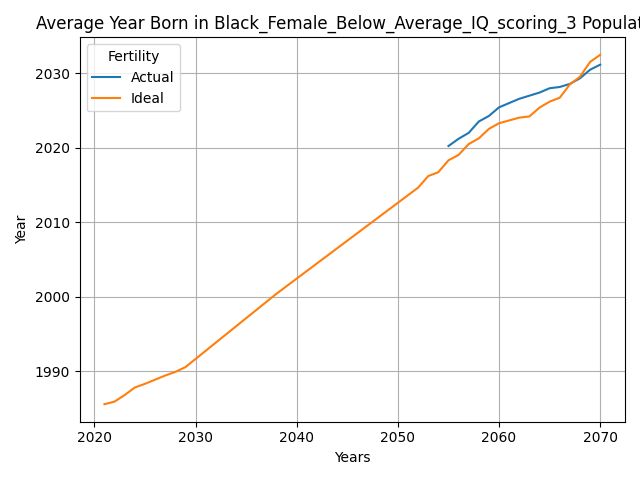 Average Year Born in Black_Female_Below_Average_IQ_scoring_3 Populat
Fertility
Actual
Ideal
2030
2020
2010
2000
1990
Year
2020 2030 2040 2050 2060 2070
Years